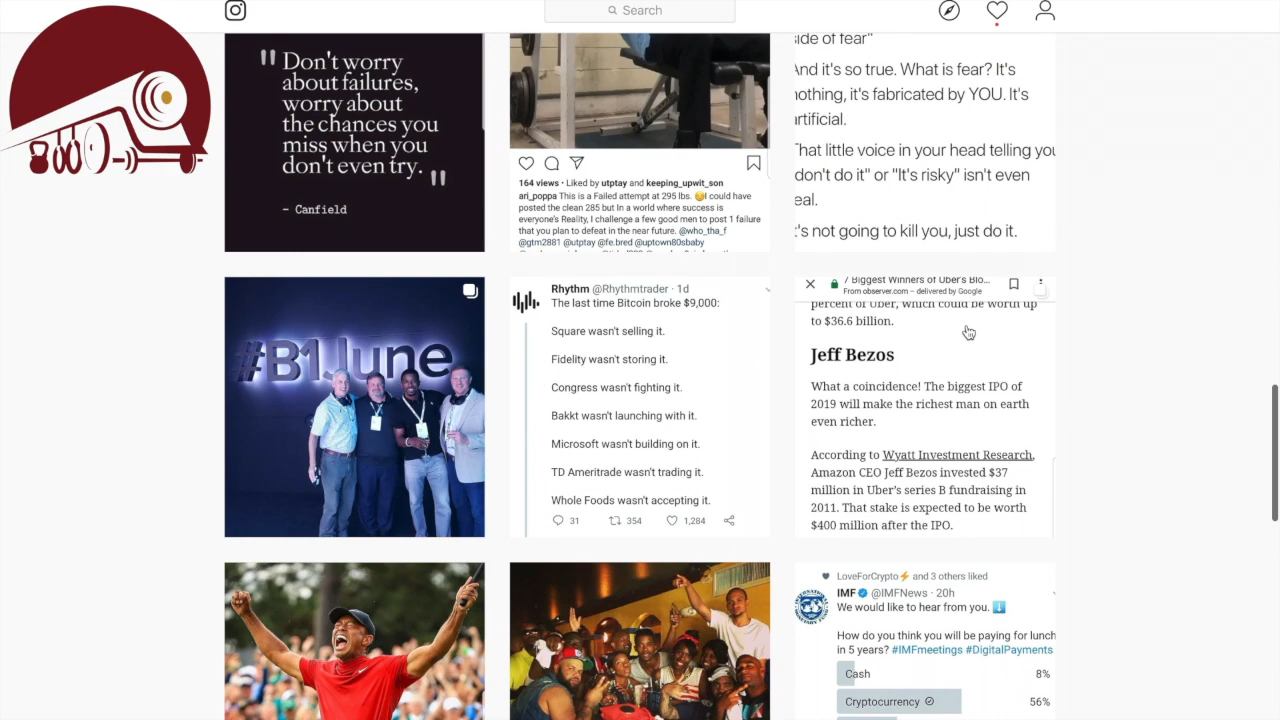 Search
"Don't worry
about failures,
worry about
the chances you
miss when you
don't even try."
- Canfield
164 views • Liked by utptay and keeping_upwit_son
ari_poppa This is a Failed attempt at 295 lbs. 😔I could have
posted the clean 285 but In a world where success is
everyone's Reality, I challenge a few good men to post 1 failure
that you plan to defeat in the near future. @who_tha_f
@gtm2881 @utptay @fe.bred @uptown80sbaby
side of fear"
And it's so true. What is fear? It's
nothing, it's fabricated by YOU. It's
artificial.
That little voice in your head telling you
"don't do it" or "It's risky" isn't even
real.
It's not going to kill you, just do it.
#B1June
Rhythm @Rhythmtrader · 1d
The last time Bitcoin broke $9,000:
Square wasn't selling it.
Fidelity wasn't storing it.
Congress wasn't fighting it.
Bakkt wasn't launching with it.
Microsoft wasn't building on it.
TD Ameritrade wasn't trading it.
Whole Foods wasn't accepting it.
31 354 1,284
7 Biggest Winners of Uber's Blo...
From observer.com – delivered by Google
percent of Uber, which could be worth up
to $36.6 billion.
Jeff Bezos
What a coincidence! The biggest IPO of
2019 will make the richest man on earth
even richer.
According to Wyatt Investment Research,
Amazon CEO Jeff Bezos invested $37
million in Uber's series B fundraising in
2011. That stake is expected to be worth
$400 million after the IPO.
LoveForCrypto⚡ and 3 others liked
IMF @IMFNews · 20h
We would like to hear from you. ⬇
How do you think you will be paying for lunch
in 5 years? #IMFmeetings #DigitalPayments
Cash 8%
Cryptocurrency 56%